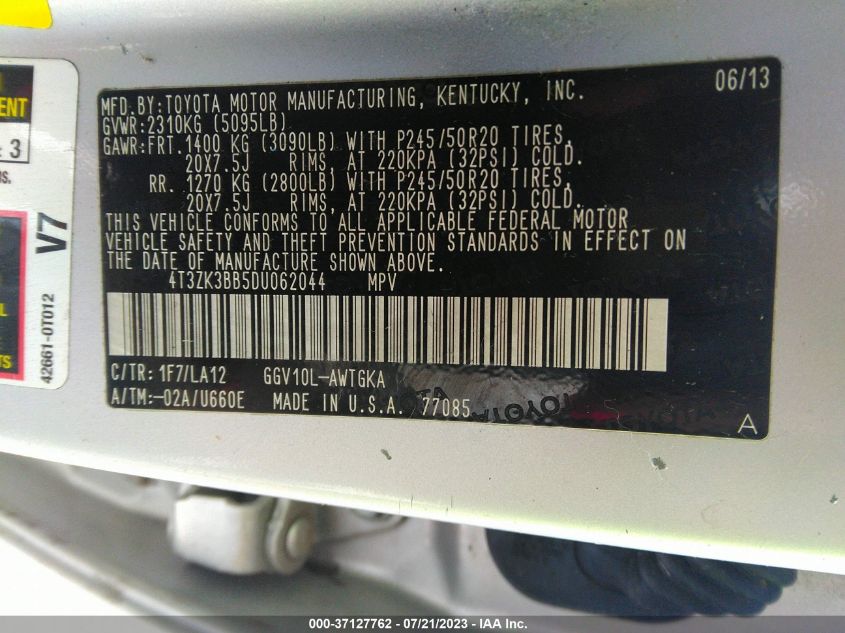 06/13
MFD.BY:TOYOTA MOTOR MANUFACTURING, KENTUCKY, INC.
GVWR:2310KG (5095LB)
GAWR:FRT.1400 KG (3090LB) WITH P245/50R20 TIRES,
20X7.5J RIMS, AT 220KPA (32PSI) COLD.
RR. 1270 KG (2800LB) WITH P245/50R20 TIRES,
20X7.5J RIMS, AT 220KPA (32PSI) COLD.
THIS VEHICLE CONFORMS TO ALL APPLICABLE FEDERAL MOTOR
VEHICLE SAFETY AND THEFT PREVENTION STANDARDS IN EFFECT ON
THE DATE OF MANUFACTURE SHOWN ABOVE.
4T3ZK3BB5DU062044 MPV
C/TR: 1F7/LA12 GGV10L-AWTGKA
A/TM:-02A/U660E MADE IN U.S.A. 77085
A
TOYOTA
3
V7
42661-0T012
000-37127762 / 07/21/2023 / IAA Inc.